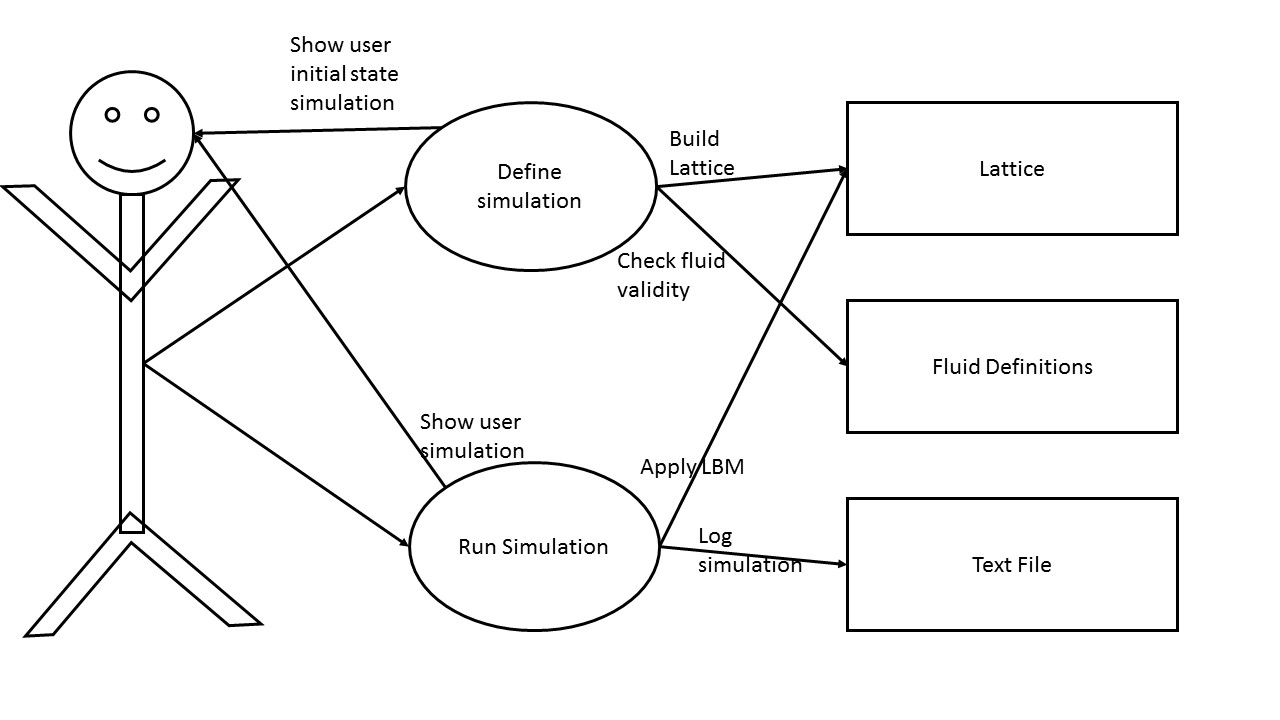 Show user
initial state
simulation
Define
simulation
Build
Lattice
Lattice
Check fluid
validity
Fluid Definitions
Show user
simulation
Run Simulation
Apply LBM
Log
simulation
Text File